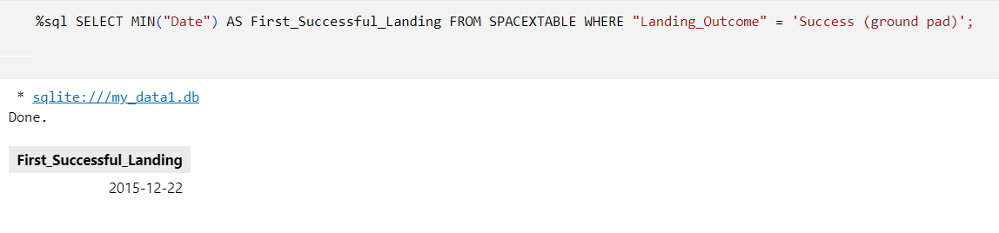 %sql SELECT MIN("Date") AS First_Successful_Landing FROM SPACEXTABLE WHERE "Landing_Outcome" = 'Success (ground pad)';
* sqlite:///my_data1.db
Done.
First_Successful_Landing
2015-12-22